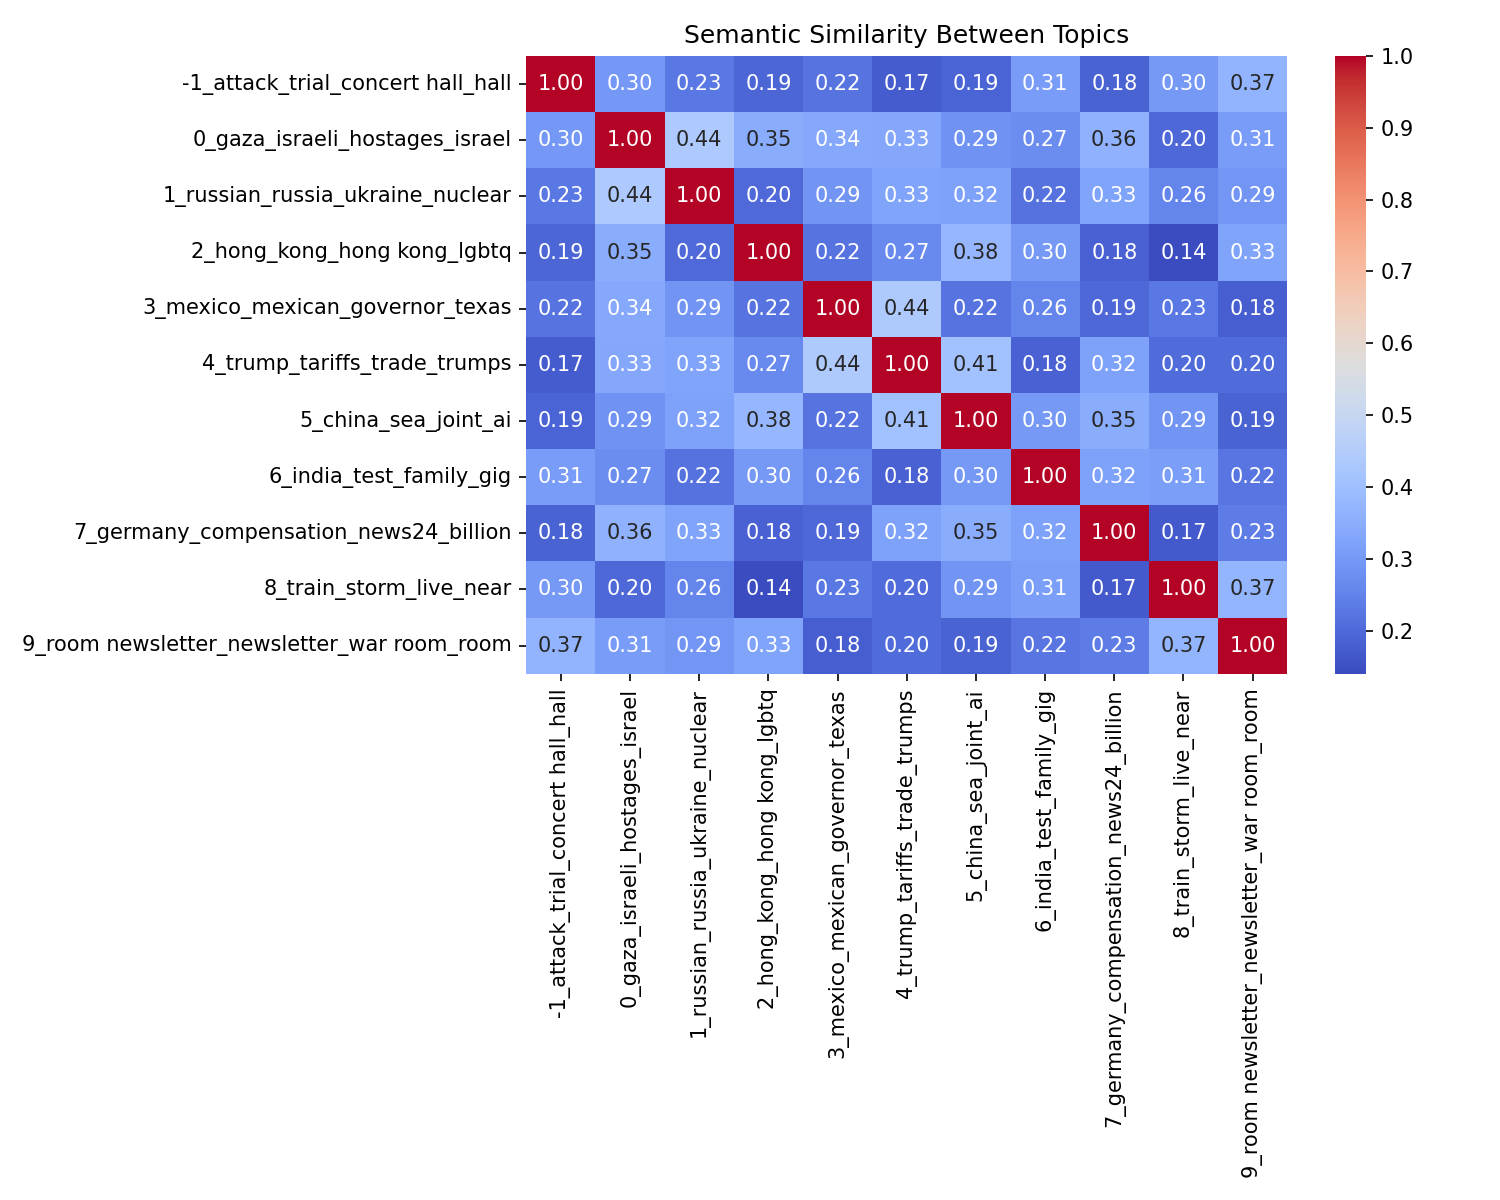 Semantic Similarity Between Topics
-1_attack_trial_concert hall_hall 1.00 0.30 0.23 0.19 0.22 0.17 0.19 0.31 0.18 0.30 0.37
0_gaza_israeli_hostages_israel 0.30 1.00 0.44 0.35 0.34 0.33 0.29 0.27 0.36 0.20 0.31
1_russian_russia_ukraine_nuclear 0.23 0.44 1.00 0.20 0.29 0.33 0.32 0.22 0.33 0.26 0.29
2_hong_kong_hong kong_lgbtq 0.19 0.35 0.20 1.00 0.22 0.27 0.38 0.30 0.18 0.14 0.33
3_mexico_mexican_governor_texas 0.22 0.34 0.29 0.22 1.00 0.44 0.22 0.26 0.19 0.23 0.18
4_trump_tariffs_trade_trumps 0.17 0.33 0.33 0.27 0.44 1.00 0.41 0.18 0.32 0.20 0.20
5_china_sea_joint_ai 0.19 0.29 0.32 0.38 0.22 0.41 1.00 0.30 0.35 0.29 0.19
6_india_test_family_gig 0.31 0.27 0.22 0.30 0.26 0.18 0.30 1.00 0.32 0.31 0.22
7_germany_compensation_news24_billion 0.18 0.36 0.33 0.18 0.19 0.32 0.35 0.32 1.00 0.17 0.23
8_train_storm_live_near 0.30 0.20 0.26 0.14 0.23 0.20 0.29 0.31 0.17 1.00 0.37
9_room newsletter_newsletter_war room_room 0.37 0.31 0.29 0.33 0.18 0.20 0.19 0.22 0.23 0.37 1.00
-1_attack_trial_concert hall_hall
0_gaza_israeli_hostages_israel
1_russian_russia_ukraine_nuclear
2_hong_kong_hong kong_lgbtq
3_mexico_mexican_governor_texas
4_trump_tariffs_trade_trumps
5_china_sea_joint_ai
6_india_test_family_gig
7_germany_compensation_news24_billion
8_train_storm_live_near
9_room newsletter_newsletter_war room_room
1.0
0.9
0.8
0.7
0.6
0.5
0.4
0.3
0.2